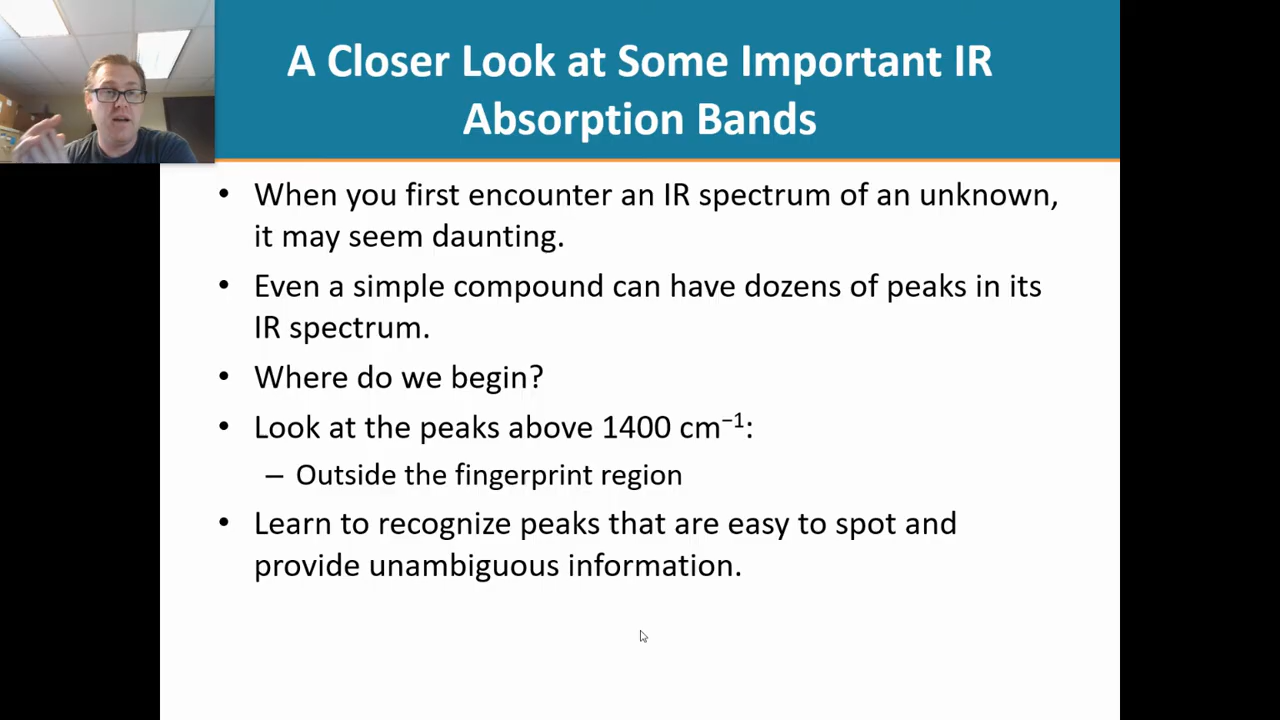 A Closer Look at Some Important IR
Absorption Bands
• When you first encounter an IR spectrum of an unknown,
it may seem daunting.
• Even a simple compound can have dozens of peaks in its
IR spectrum.
• Where do we begin?
• Look at the peaks above 1400 cm⁻¹:
– Outside the fingerprint region
• Learn to recognize peaks that are easy to spot and
provide unambiguous information.